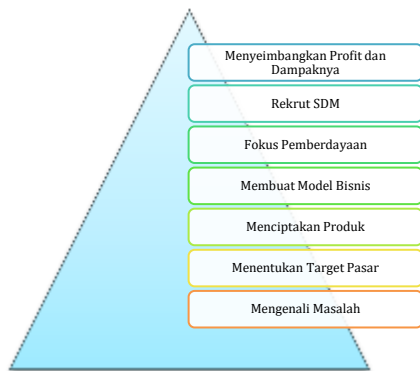 Menyeimbangkan Profit dan
Dampaknya
Rekrut SDM
Fokus Pemberdayaan
Membuat Model Bisnis
Menciptakan Produk
Menentukan Target Pasar
Mengenali Masalah